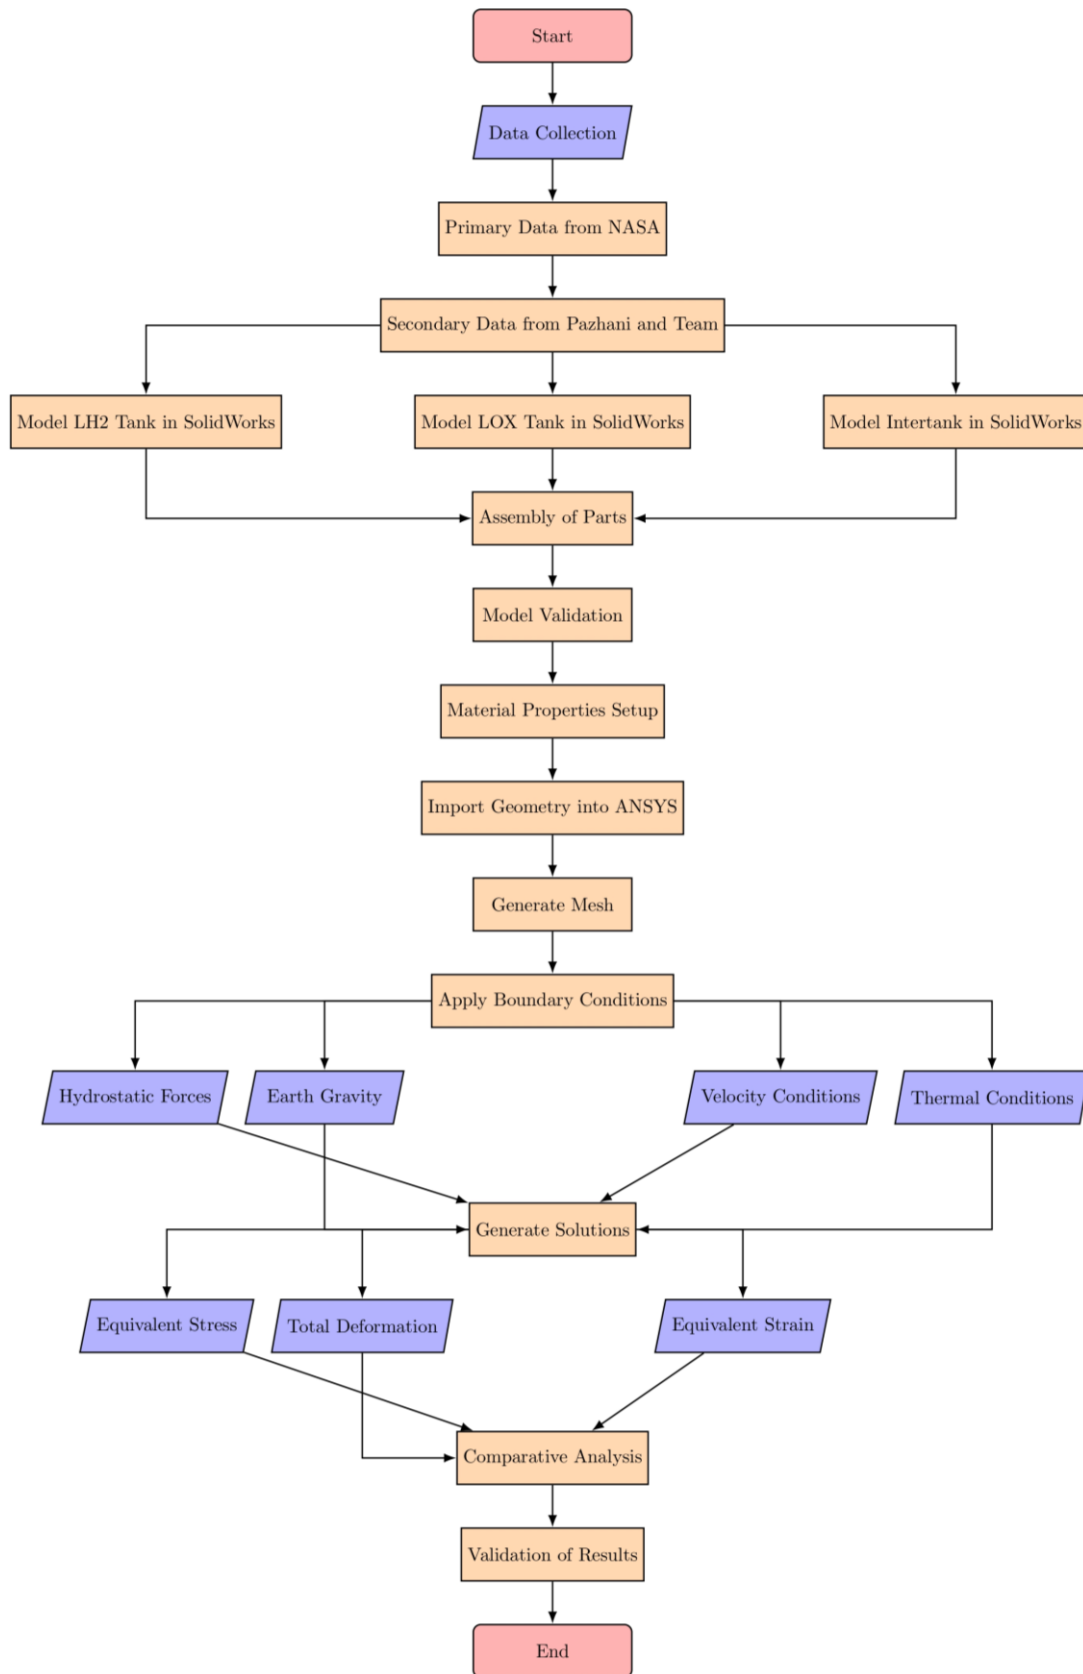 Start
Data Collection
Primary Data from NASA
Secondary Data from Pazhani and Team
Model LH2 Tank in SolidWorks
Model LOX Tank in SolidWorks
Model Intertank in SolidWorks
Assembly of Parts
Model Validation
Material Properties Setup
Import Geometry into ANSYS
Generate Mesh
Apply Boundary Conditions
Hydrostatic Forces
Earth Gravity
Velocity Conditions
Thermal Conditions
Generate Solutions
Equivalent Stress
Total Deformation
Equivalent Strain
Comparative Analysis
Validation of Results
End